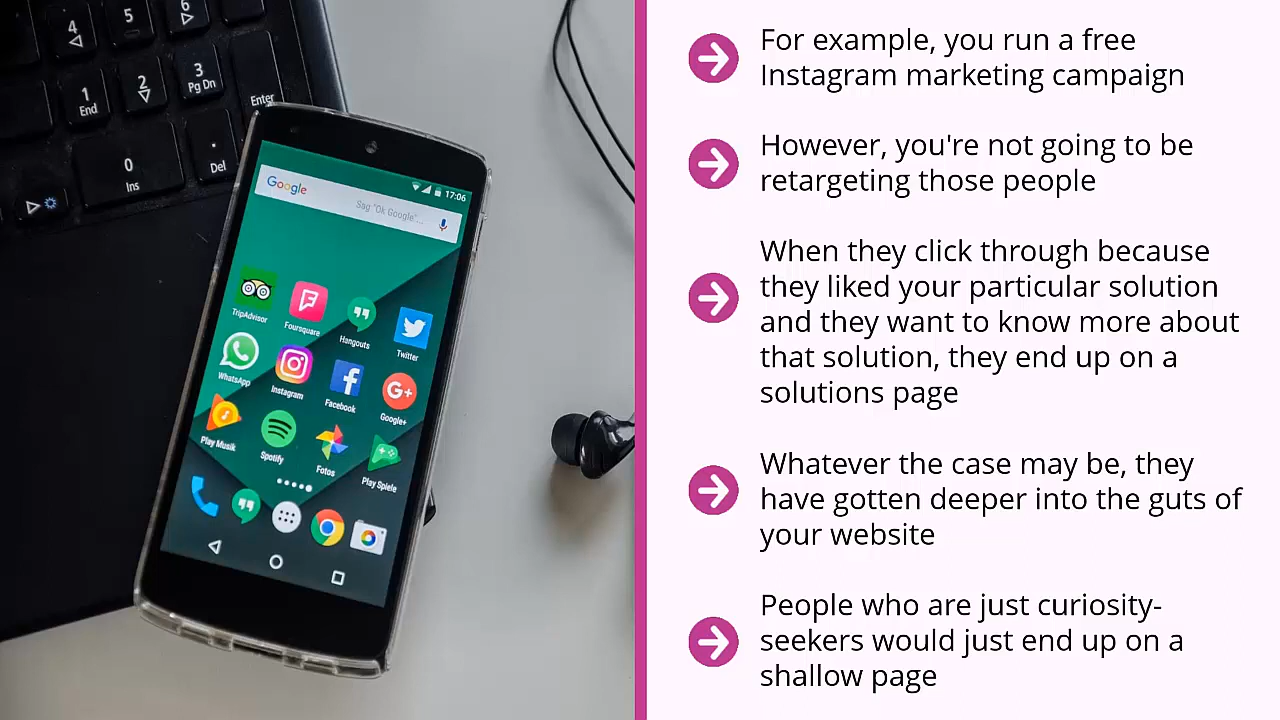 4
5
6
1
End
2
3
Pg Dn
Enter
0
Ins
.
Del
Google
17:06
Say "Ok Google"...
TripAdvisor
Foursquare
Hangouts
Twitter
WhatsApp
Instagram
Facebook
Google+
Play Musik
Spotify
Fotos
Play Spiele
For example, you run a free
Instagram marketing campaign
However, you're not going to be
retargeting those people
When they click through because
they liked your particular solution
and they want to know more about
that solution, they end up on a
solutions page
Whatever the case may be, they
have gotten deeper into the guts of
your website
People who are just curiosity-
seekers would just end up on a
shallow page